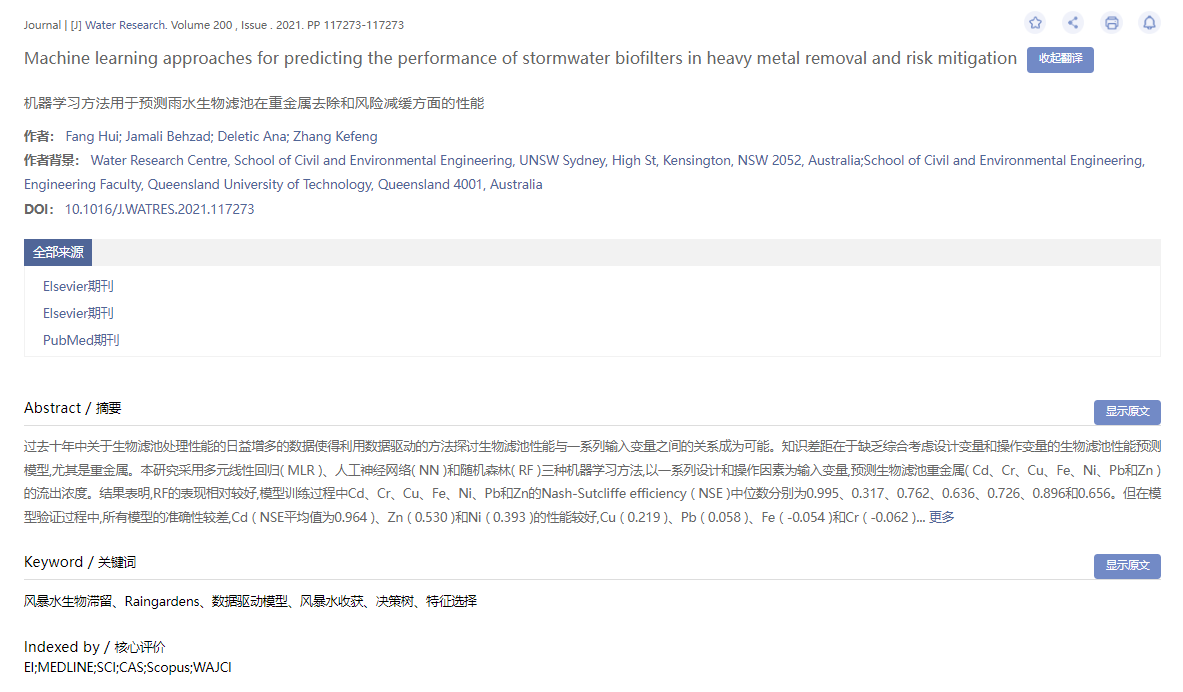 Journal | [J] Water Research. Volume 200 , Issue . 2021. PP 117273-117273
Machine learning approaches for predicting the performance of stormwater biofilters in heavy metal removal and risk mitigation 收起翻译
机器学习方法用于预测雨水生物滤池在重金属去除和风险减缓方面的性能
作者： Fang Hui; Jamali Behzad; Deletic Ana; Zhang Kefeng
作者背景： Water Research Centre, School of Civil and Environmental Engineering, UNSW Sydney, High St, Kensington, NSW 2052, Australia;School of Civil and Environmental Engineering,
Engineering Faculty, Queensland University of Technology, Queensland 4001, Australia
DOI： 10.1016/J.WATRES.2021.117273
全部来源
Elsevier期刊
Elsevier期刊
PubMed期刊
Abstract / 摘要
显示原文
过去十年中关于生物滤池处理性能的日益增多的数据使得利用数据驱动的方法探讨生物滤池性能与一系列输入变量之间的关系成为可能。知识差距在于缺乏综合考虑设计变量和操作变量的生物滤池性能预测
模型,尤其是重金属。本研究采用多元线性回归( MLR )、人工神经网络( NN )和随机森林( RF )三种机器学习方法,以一系列设计和操作因素为输入变量,预测生物滤池重金属( Cd、Cr、Cu、Fe、Ni、Pb和Zn )
的流出浓度。结果表明,RF的表现相对较好,模型训练过程中Cd、Cr、Cu、Fe、Ni、Pb和Zn的Nash-Sutcliffe efficiency ( NSE )中位数分别为0.995、0.317、0.762、0.636、0.726、0.896和0.656。但在模
型验证过程中,所有模型的准确性较差,Cd ( NSE平均值为0.964 )、Zn ( 0.530 )和Ni ( 0.393 )的性能较好,Cu ( 0.219 )、Pb ( 0.058 )、Fe ( -0.054 )和Cr ( -0.062 )... 更多
Keyword / 关键词
显示原文
风暴水生物滞留、Raingardens、数据驱动模型、风暴水收获、决策树、特征选择
Indexed by / 核心评价
EI;MEDLINE;SCI;CAS;Scopus;WAJCI